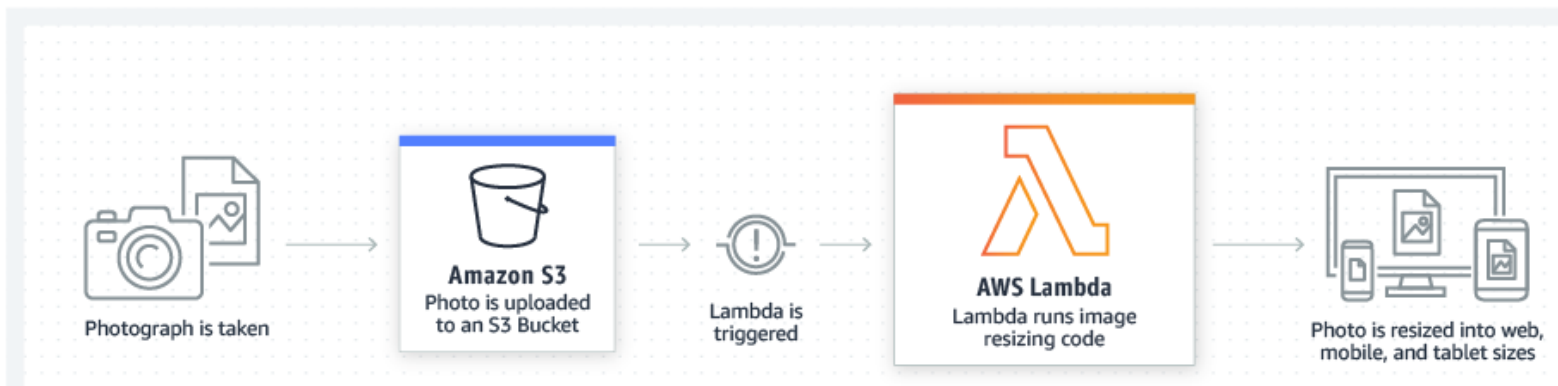 Photograph is taken
Amazon S3
Photo is uploaded
to an S3 Bucket
Lambda is
triggered
AWS Lambda
Lambda runs image
resizing code
Photo is resized into web,
mobile, and tablet sizes